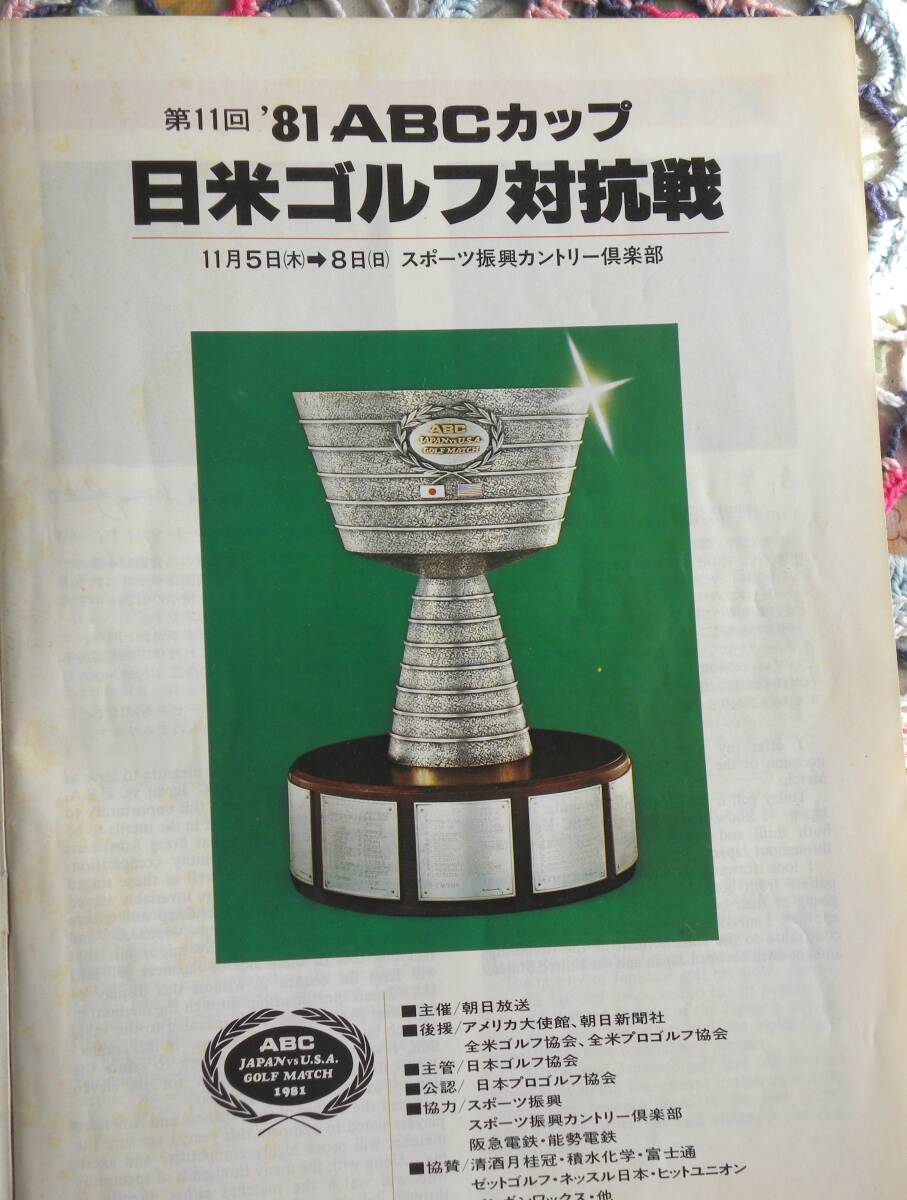 第11回 '81 ABCカップ
日米ゴルフ対抗戦
11月5日(木)➡8日(日) スポーツ振興カントリー倶楽部
ABC
JAPAN vs U.S.A.
GOLF MATCH
ABC
JAPAN vs U.S.A.
GOLF MATCH
1981
■主催/朝日放送
■後援/アメリカ大使館、朝日新聞社
全米ゴルフ協会、全米プロゴルフ協会
■主管/日本ゴルフ協会
■公認/日本プロゴルフ協会
■協力/スポーツ振興
スポーツ振興カントリー倶楽部
阪急電鉄・能勢電鉄
■協賛/清酒月桂冠・積水化学・富士通
ゼットゴルフ・ネッスル日本・ヒットユニオン
ワックス・他